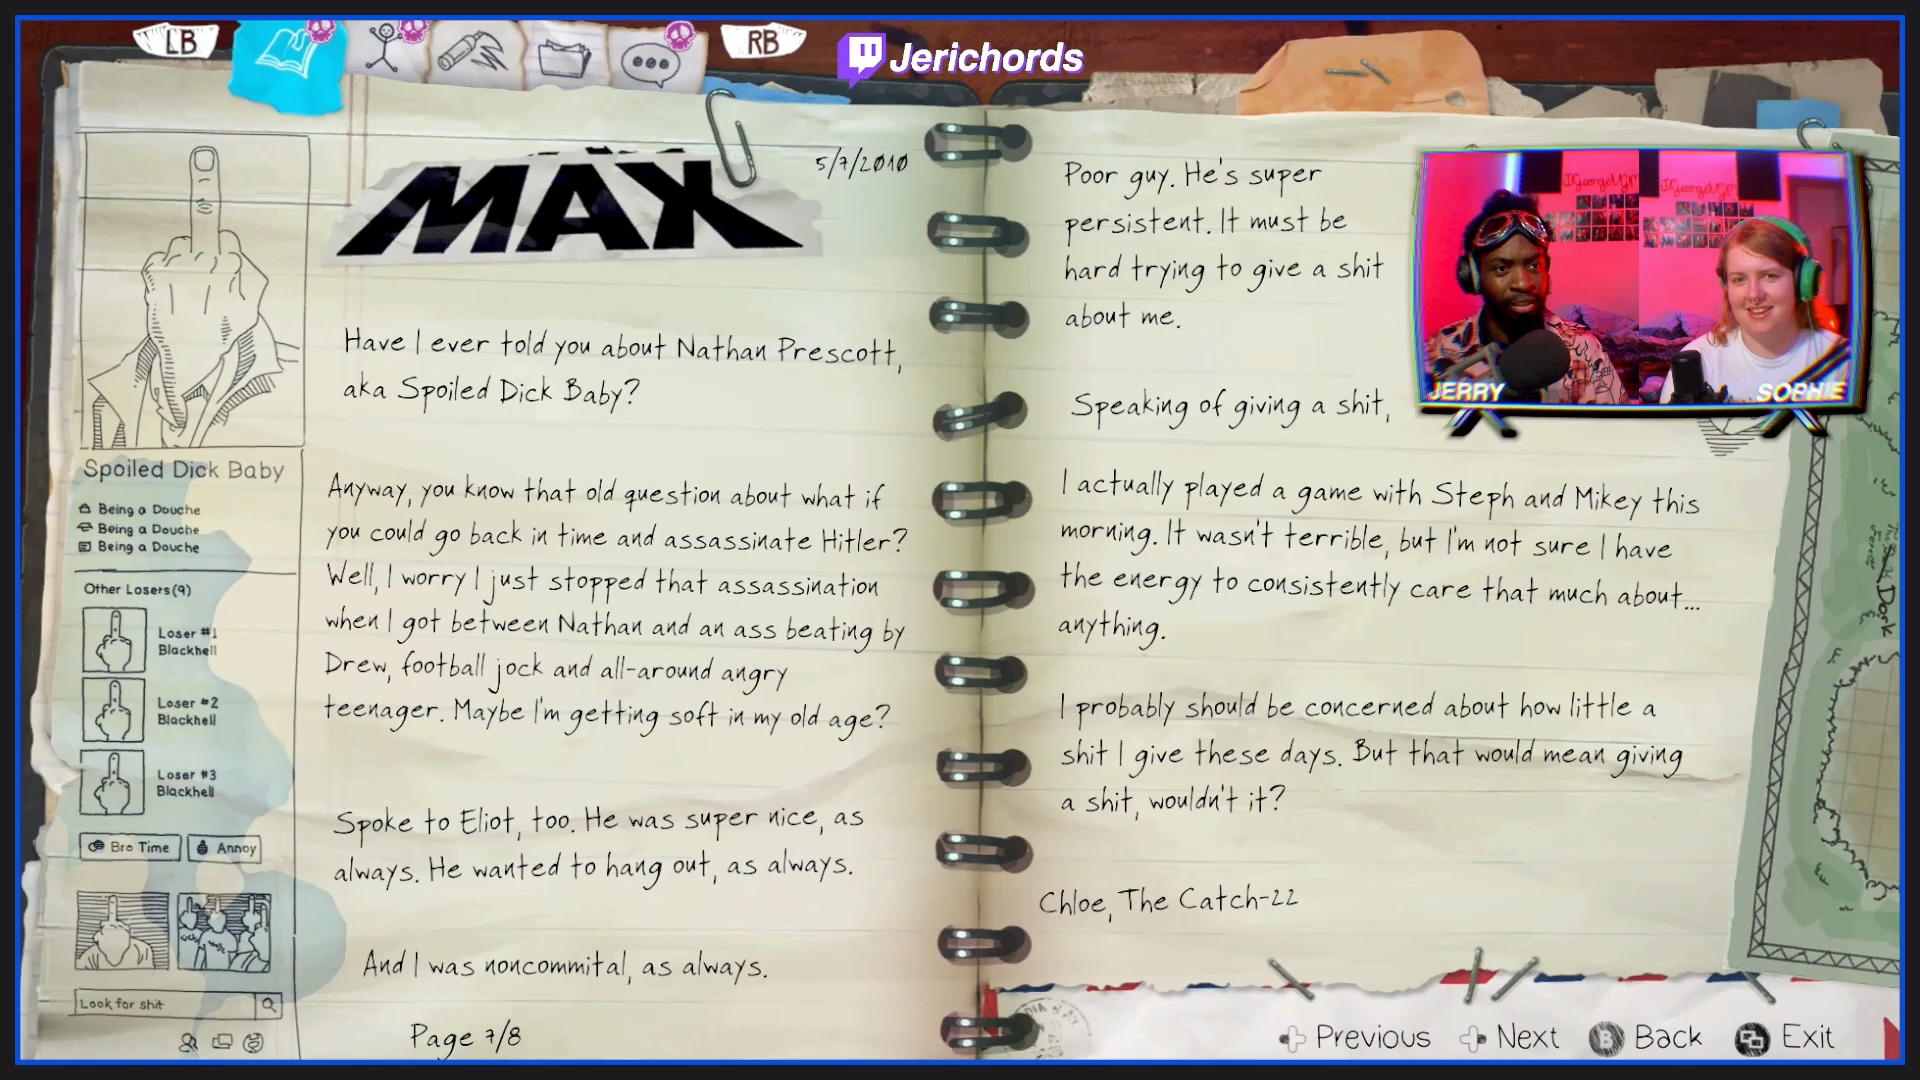 LB
RB
Jerichords
MAX
5/7/2010
Have I ever told you about Nathan Prescott,
aka Spoiled Dick Baby?
Anyway, you know that old question about what if
you could go back in time and assassinate Hitler?
Well, I worry I just stopped that assassination
when I got between Nathan and an ass beating by
Drew, football jock and all-around angry
teenager. Maybe I'm getting soft in my old age?
Spoke to Eliot, too. He was super nice, as
always. He wanted to hang out, as always.
And I was noncommital, as always.
Page 7/8
Spoiled Dick Baby
Being a Douche
Being a Douche
Being a Douche
Other Losers(9)
Loser #1
Blackhell
Loser #2
Blackhell
Loser #3
Blackhell
Bro Time
Annoy
Look for shit
Poor guy. He's super
persistent. It must be
hard trying to give a shit
about me.
Speaking of giving a shit,
I actually played a game with Steph and Mikey this
morning. It wasn't terrible, but I'm not sure I have
the energy to consistently care that much about...
anything.
I probably should be concerned about how little a
shit I give these days. But that would mean giving
a shit, wouldn't it?
Chloe, The Catch-22
JERRY
SOPHIE
Dork
Previous
Next
B Back
Exit